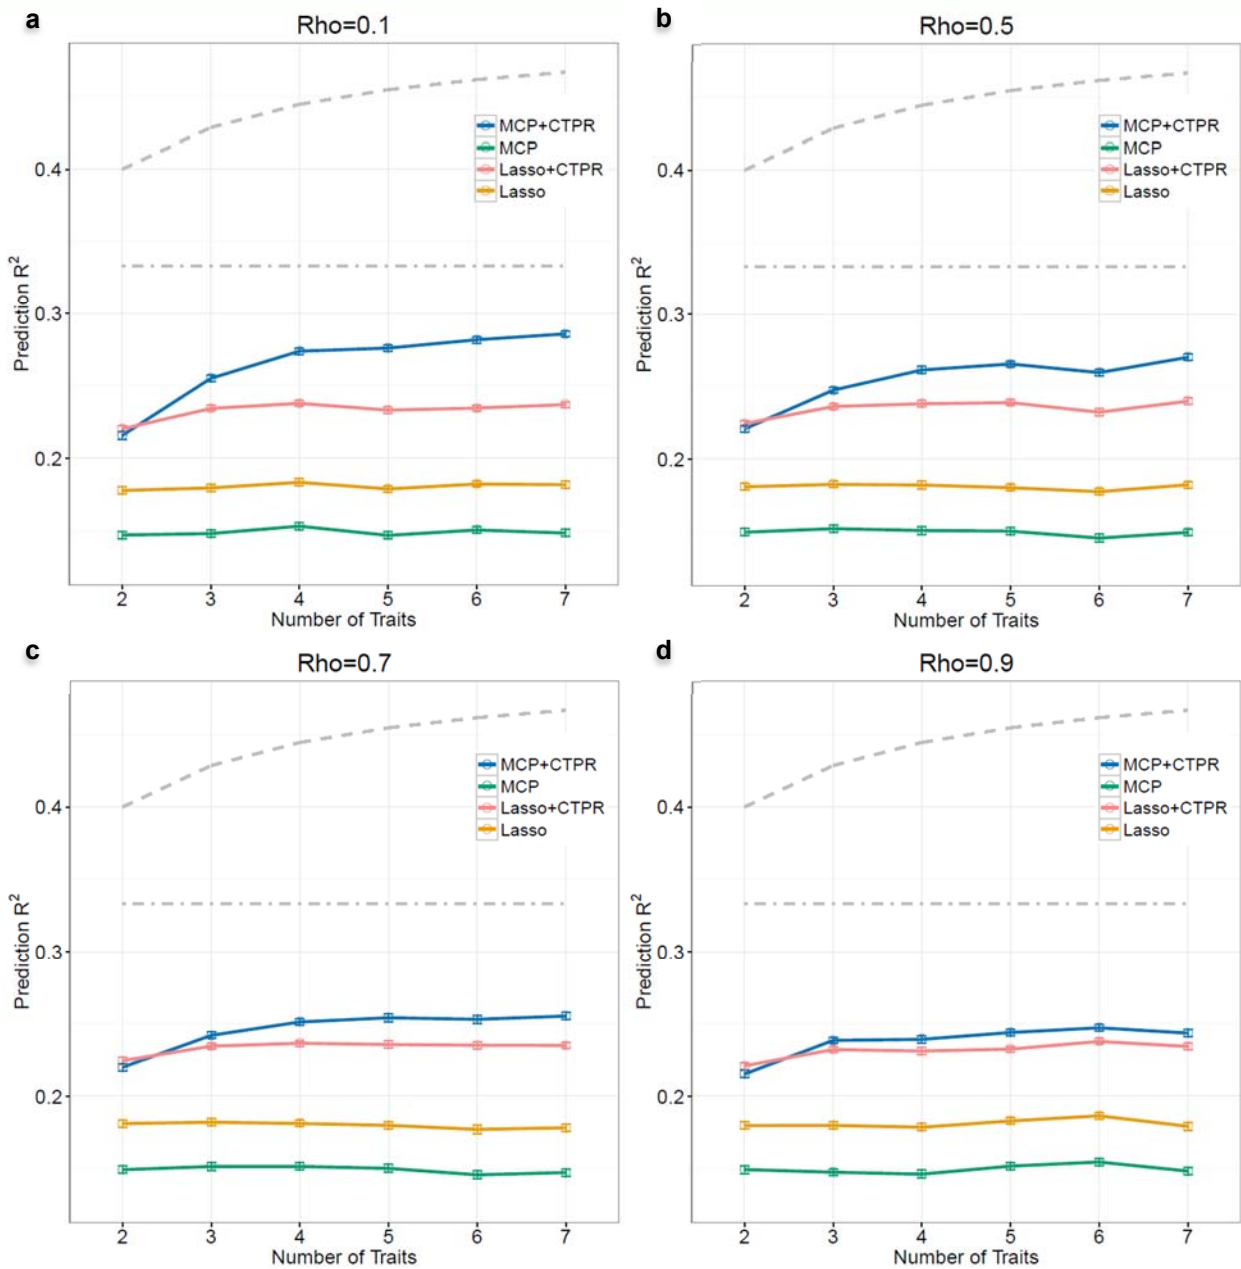 a
Rho=0.1
MCP+CTPR
MCP
Lasso+CTPR
Lasso
0.4
0.3
0.2
Prediction R²
2 3 4 5 6 7
Number of Traits
b
Rho=0.5
MCP+CTPR
MCP
Lasso+CTPR
Lasso
0.4
0.3
0.2
Prediction R²
2 3 4 5 6 7
Number of Traits
c
Rho=0.7
MCP+CTPR
MCP
Lasso+CTPR
Lasso
0.4
0.3
0.2
Prediction R²
2 3 4 5 6 7
Number of Traits
d
Rho=0.9
MCP+CTPR
MCP
Lasso+CTPR
Lasso
0.4
0.3
0.2
Prediction R²
2 3 4 5 6 7
Number of Traits